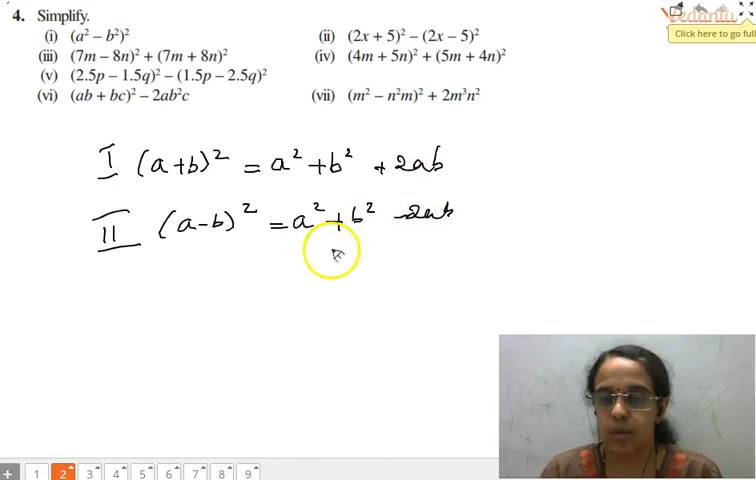 4. Simplify.
(i) (a² – b²)² (ii) (2x + 5)² – (2x – 5)²
(iii) (7m – 8n)² + (7m + 8n)² (iv) (4m + 5n)² + (5m + 4n)²
(v) (2.5p – 1.5q)² – (1.5p – 2.5q)²
(vi) (ab + bc)² – 2ab²c (vii) (m² – n²m)² + 2m³n²
Vedantu
Click here to go full
I (a+b)² = a² + b² + 2ab
II (a-b)² = a² + b² -2ab
+ 1 2 3 4 5 6 7 8 9